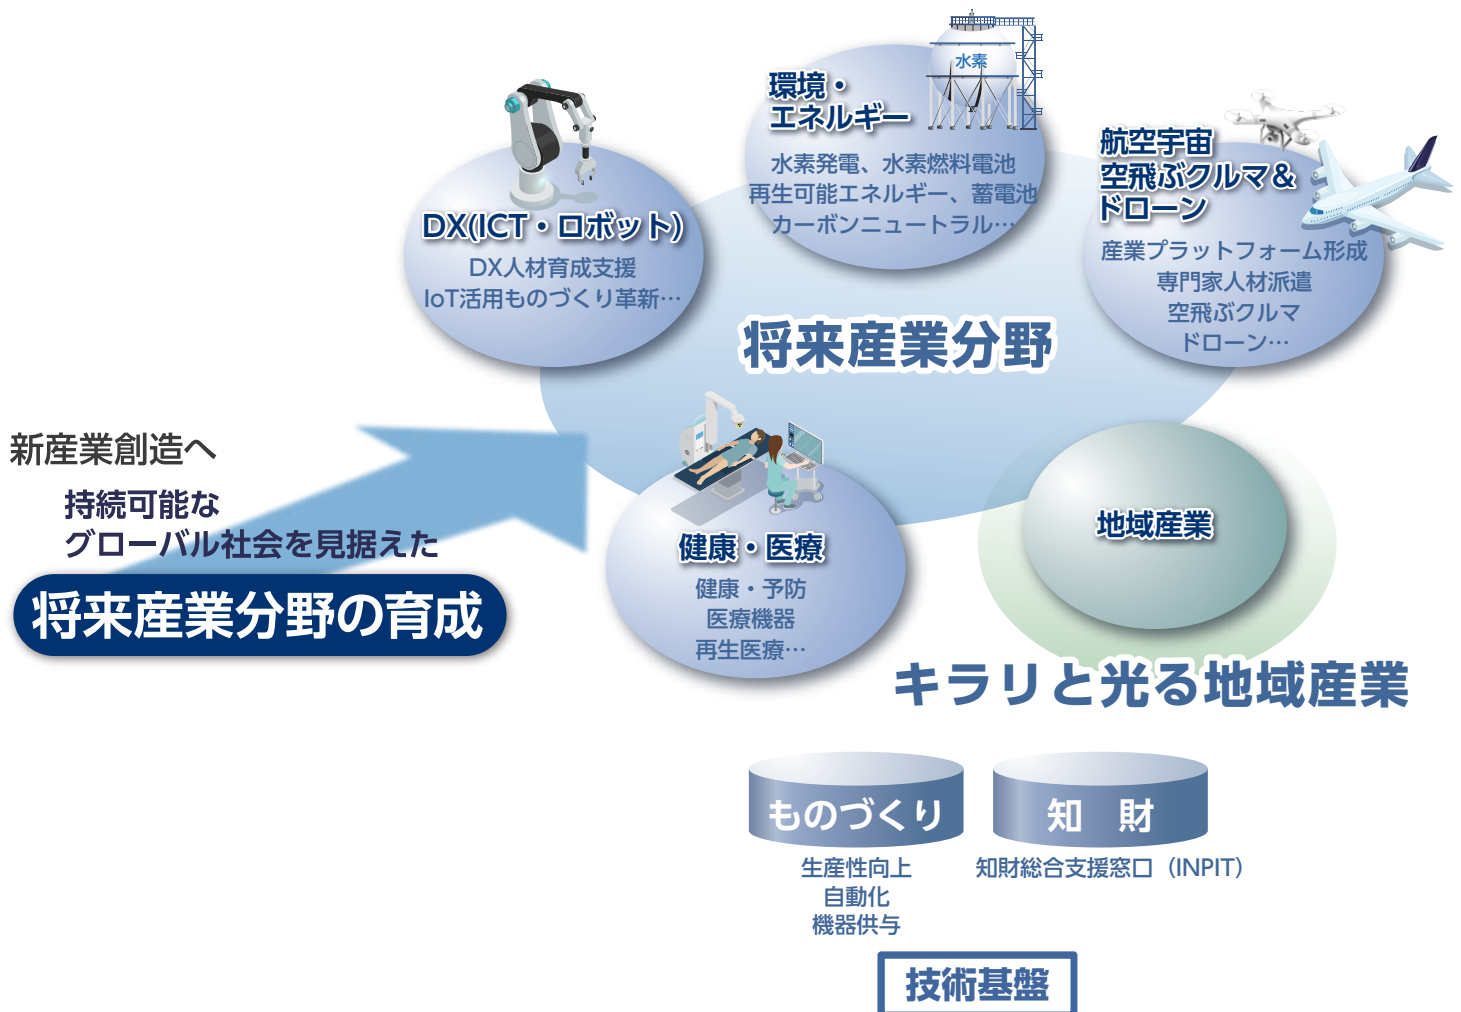 水素
環境・
エネルギー
水素発電、水素燃料電池
再生可能エネルギー、蓄電池
カーボンニュートラル…
DX(ICT・ロボット)
DX人材育成支援
IoT活用ものづくり革新…
航空宇宙
空飛ぶクルマ＆
ドローン
産業プラットフォーム形成
専門家人材派遣
空飛ぶクルマ
ドローン…
将来産業分野
新産業創造へ
持続可能な
グローバル社会を見据えた
将来産業分野の育成
健康・医療
健康・予防
医療機器
再生医療…
地域産業
キラリと光る地域産業
ものづくり
生産性向上
自動化
機器供与
知　財
知財総合支援窓口（INPIT）
技術基盤